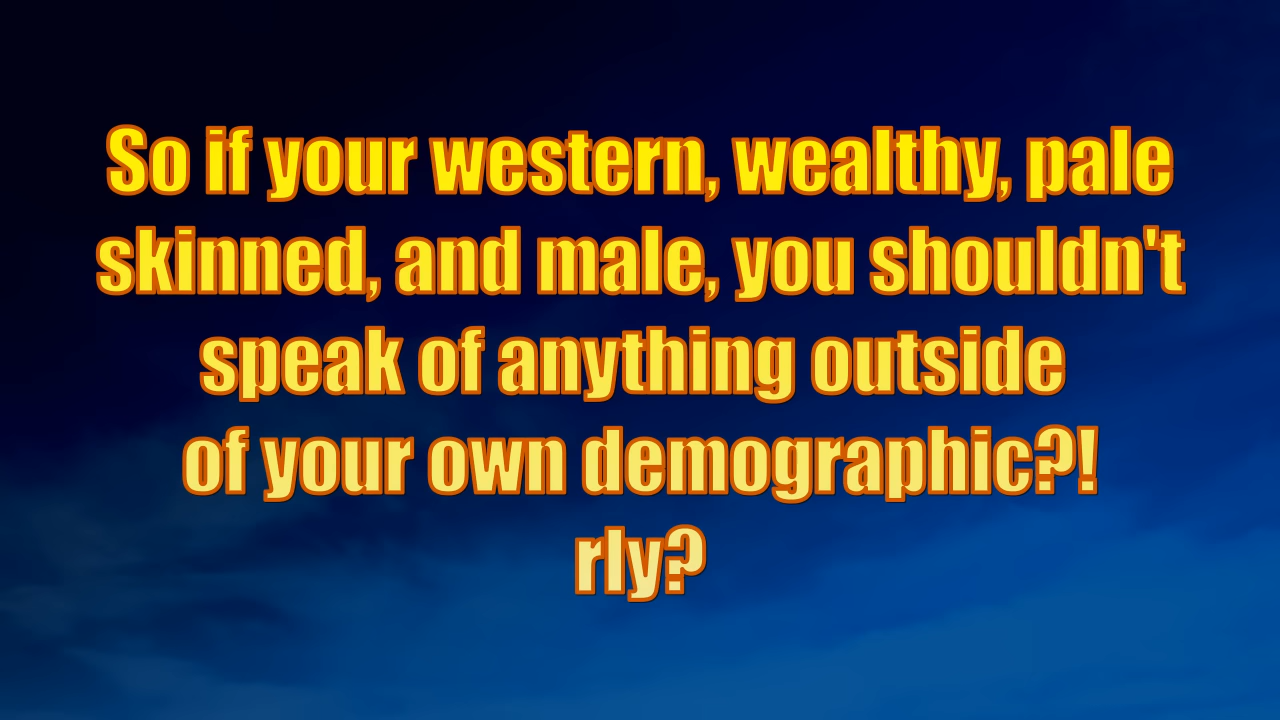 So if your western, wealthy, pale
skinned, and male, you shouldn't
speak of anything outside
of your own demographic?!
rly?